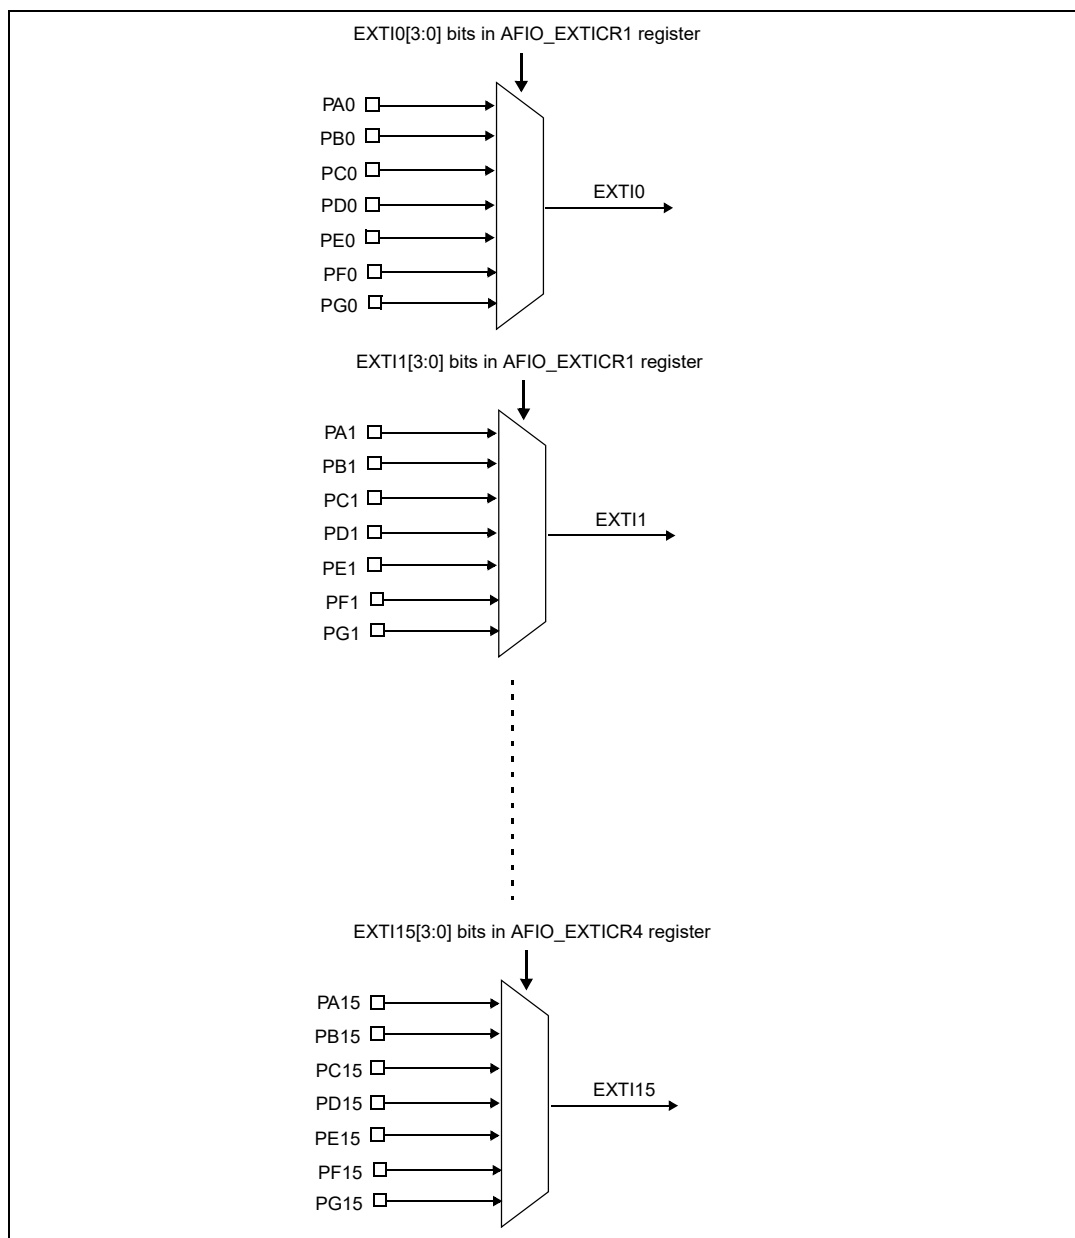 EXTI0[3:0] bits in AFIO_EXTICR1 register
PA0
PB0
PC0
PD0
PE0
PF0
PG0
EXTI0
EXTI1[3:0] bits in AFIO_EXTICR1 register
PA1
PB1
PC1
PD1
PE1
PF1
PG1
EXTI1
EXTI15[3:0] bits in AFIO_EXTICR4 register
PA15
PB15
PC15
PD15
PE15
PF15
PG15
EXTI15